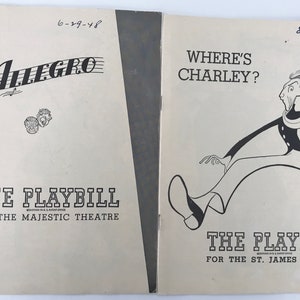 6-29-48
ALLEGRO
THE PLAYBILL
THE MAJESTIC THEATRE
WHERE'S
CHARLEY?
THE PLAY
FOR THE ST. JAMES